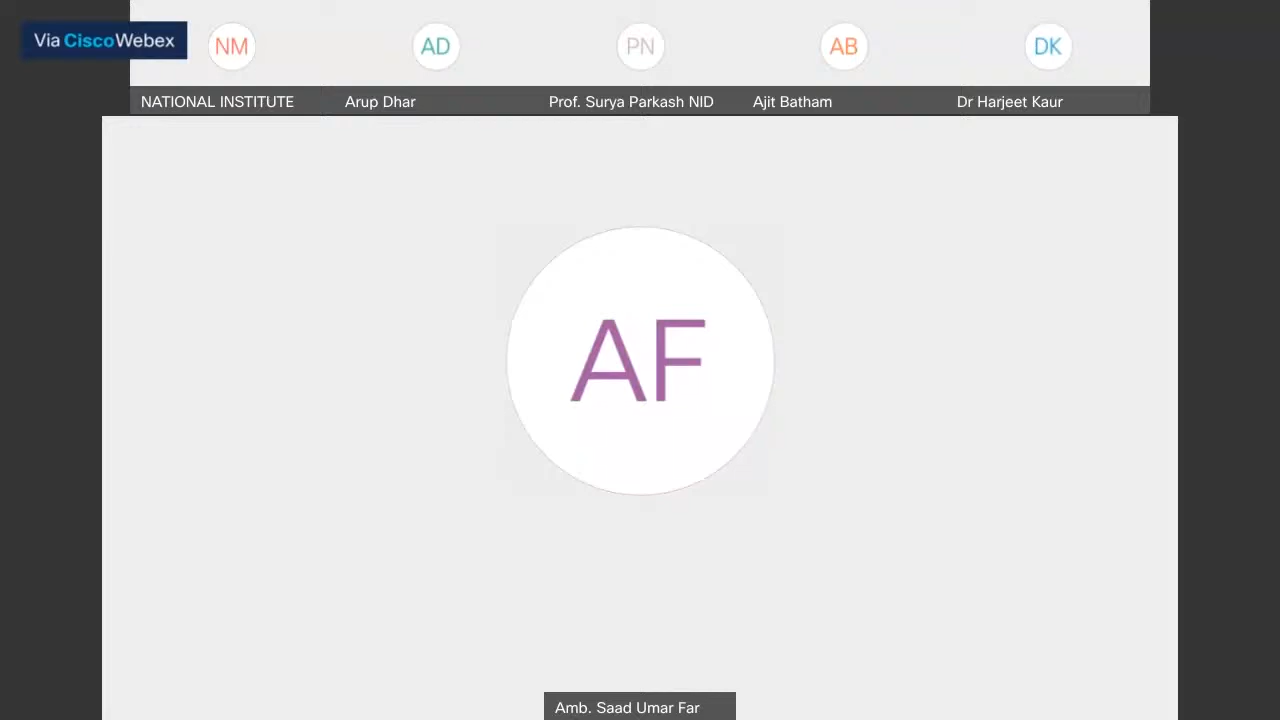 Via CiscoWebex
NM
AD
PN
AB
DK
NATIONAL INSTITUTE
Arup Dhar
Prof. Surya Parkash NID
Ajit Batham
Dr Harjeet Kaur
AF
Amb. Saad Umar Far